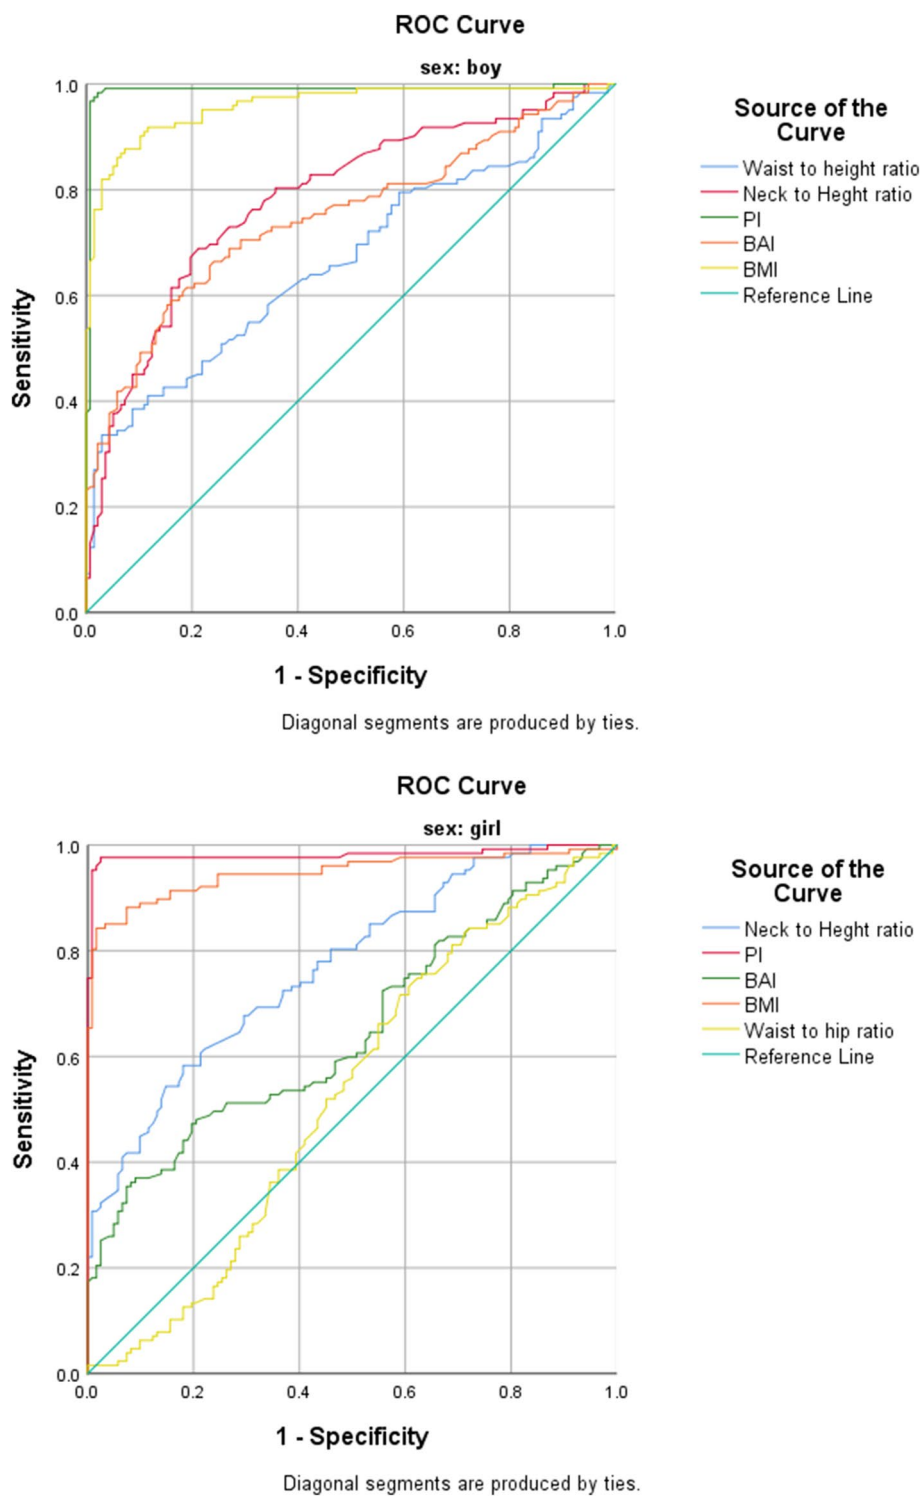 ROC Curve
sex: boy
Source of the
Curve
Waist to height ratio
Neck to Heght ratio
PI
BAI
BMI
Reference Line
Sensitivity
1.0
0.8
0.6
0.4
0.2
0.0
0.0 0.2 0.4 0.6 0.8 1.0
1 - Specificity
Diagonal segments are produced by ties.
ROC Curve
sex: girl
Source of the
Curve
Neck to Heght ratio
PI
BAI
BMI
Waist to hip ratio
Reference Line
Sensitivity
1.0
0.8
0.6
0.4
0.2
0.0
0.0 0.2 0.4 0.6 0.8 1.0
1 - Specificity
Diagonal segments are produced by ties.